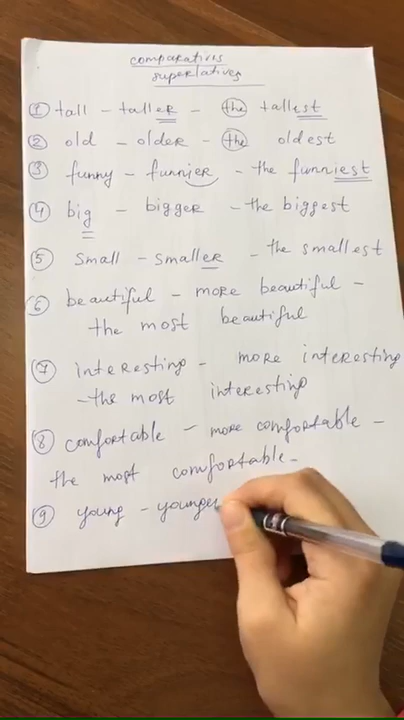 comparatives
superlatives
① tall - taller - the tallest
② old - older - the oldest
③ funny - funnier - the funniest
④ big - bigger - the biggest
⑤ small - smaller - the smallest
⑥ beautiful - more beautiful -
the most beautiful
⑦ interesting - more interesting
- the most interesting
⑧ comfortable - more comfortable -
the most comfortable -
⑨ young - younger